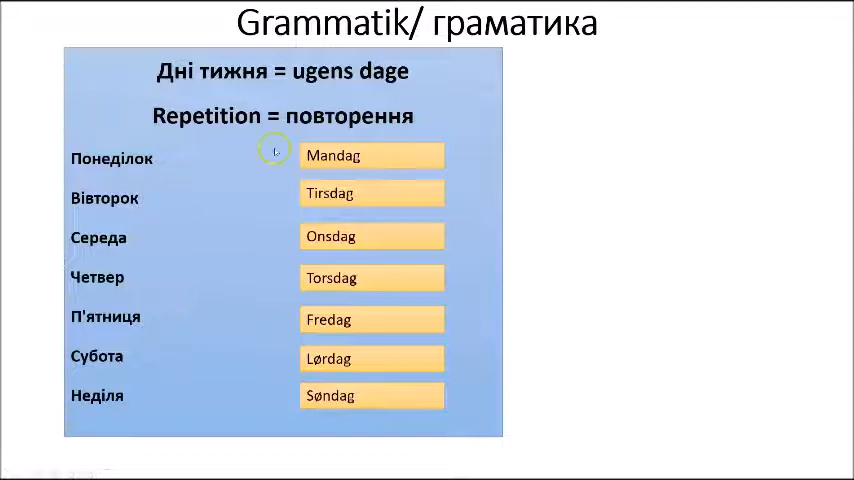 Grammatik/ граматика
Дні тижня = ugens dage
Repetition = повторення
Понеділок Mandag
Вівторок Tirsdag
Середа Onsdag
Четвер Torsdag
П'ятниця Fredag
Субота Lørdag
Неділя Søndag